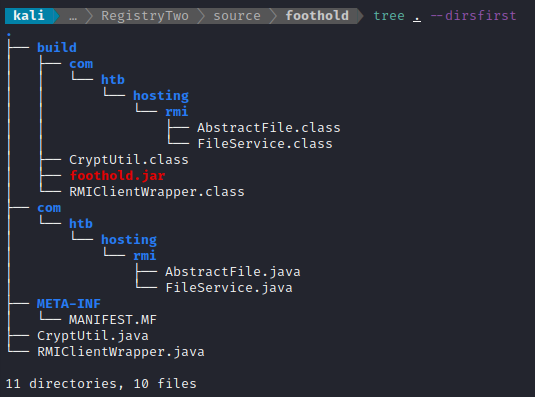 kali … RegistryTwo source foothold tree . --dirsfirst
.
├── build
│   ├── com
│   │   └── htb
│   │       └── hosting
│   │           └── rmi
│   │               ├── AbstractFile.class
│   │               └── FileService.class
│   ├── CryptUtil.class
│   ├── foothold.jar
│   └── RMIClientWrapper.class
├── com
│   └── htb
│       └── hosting
│           └── rmi
│               ├── AbstractFile.java
│               └── FileService.java
├── META-INF
│   └── MANIFEST.MF
├── CryptUtil.java
└── RMIClientWrapper.java
11 directories, 10 files